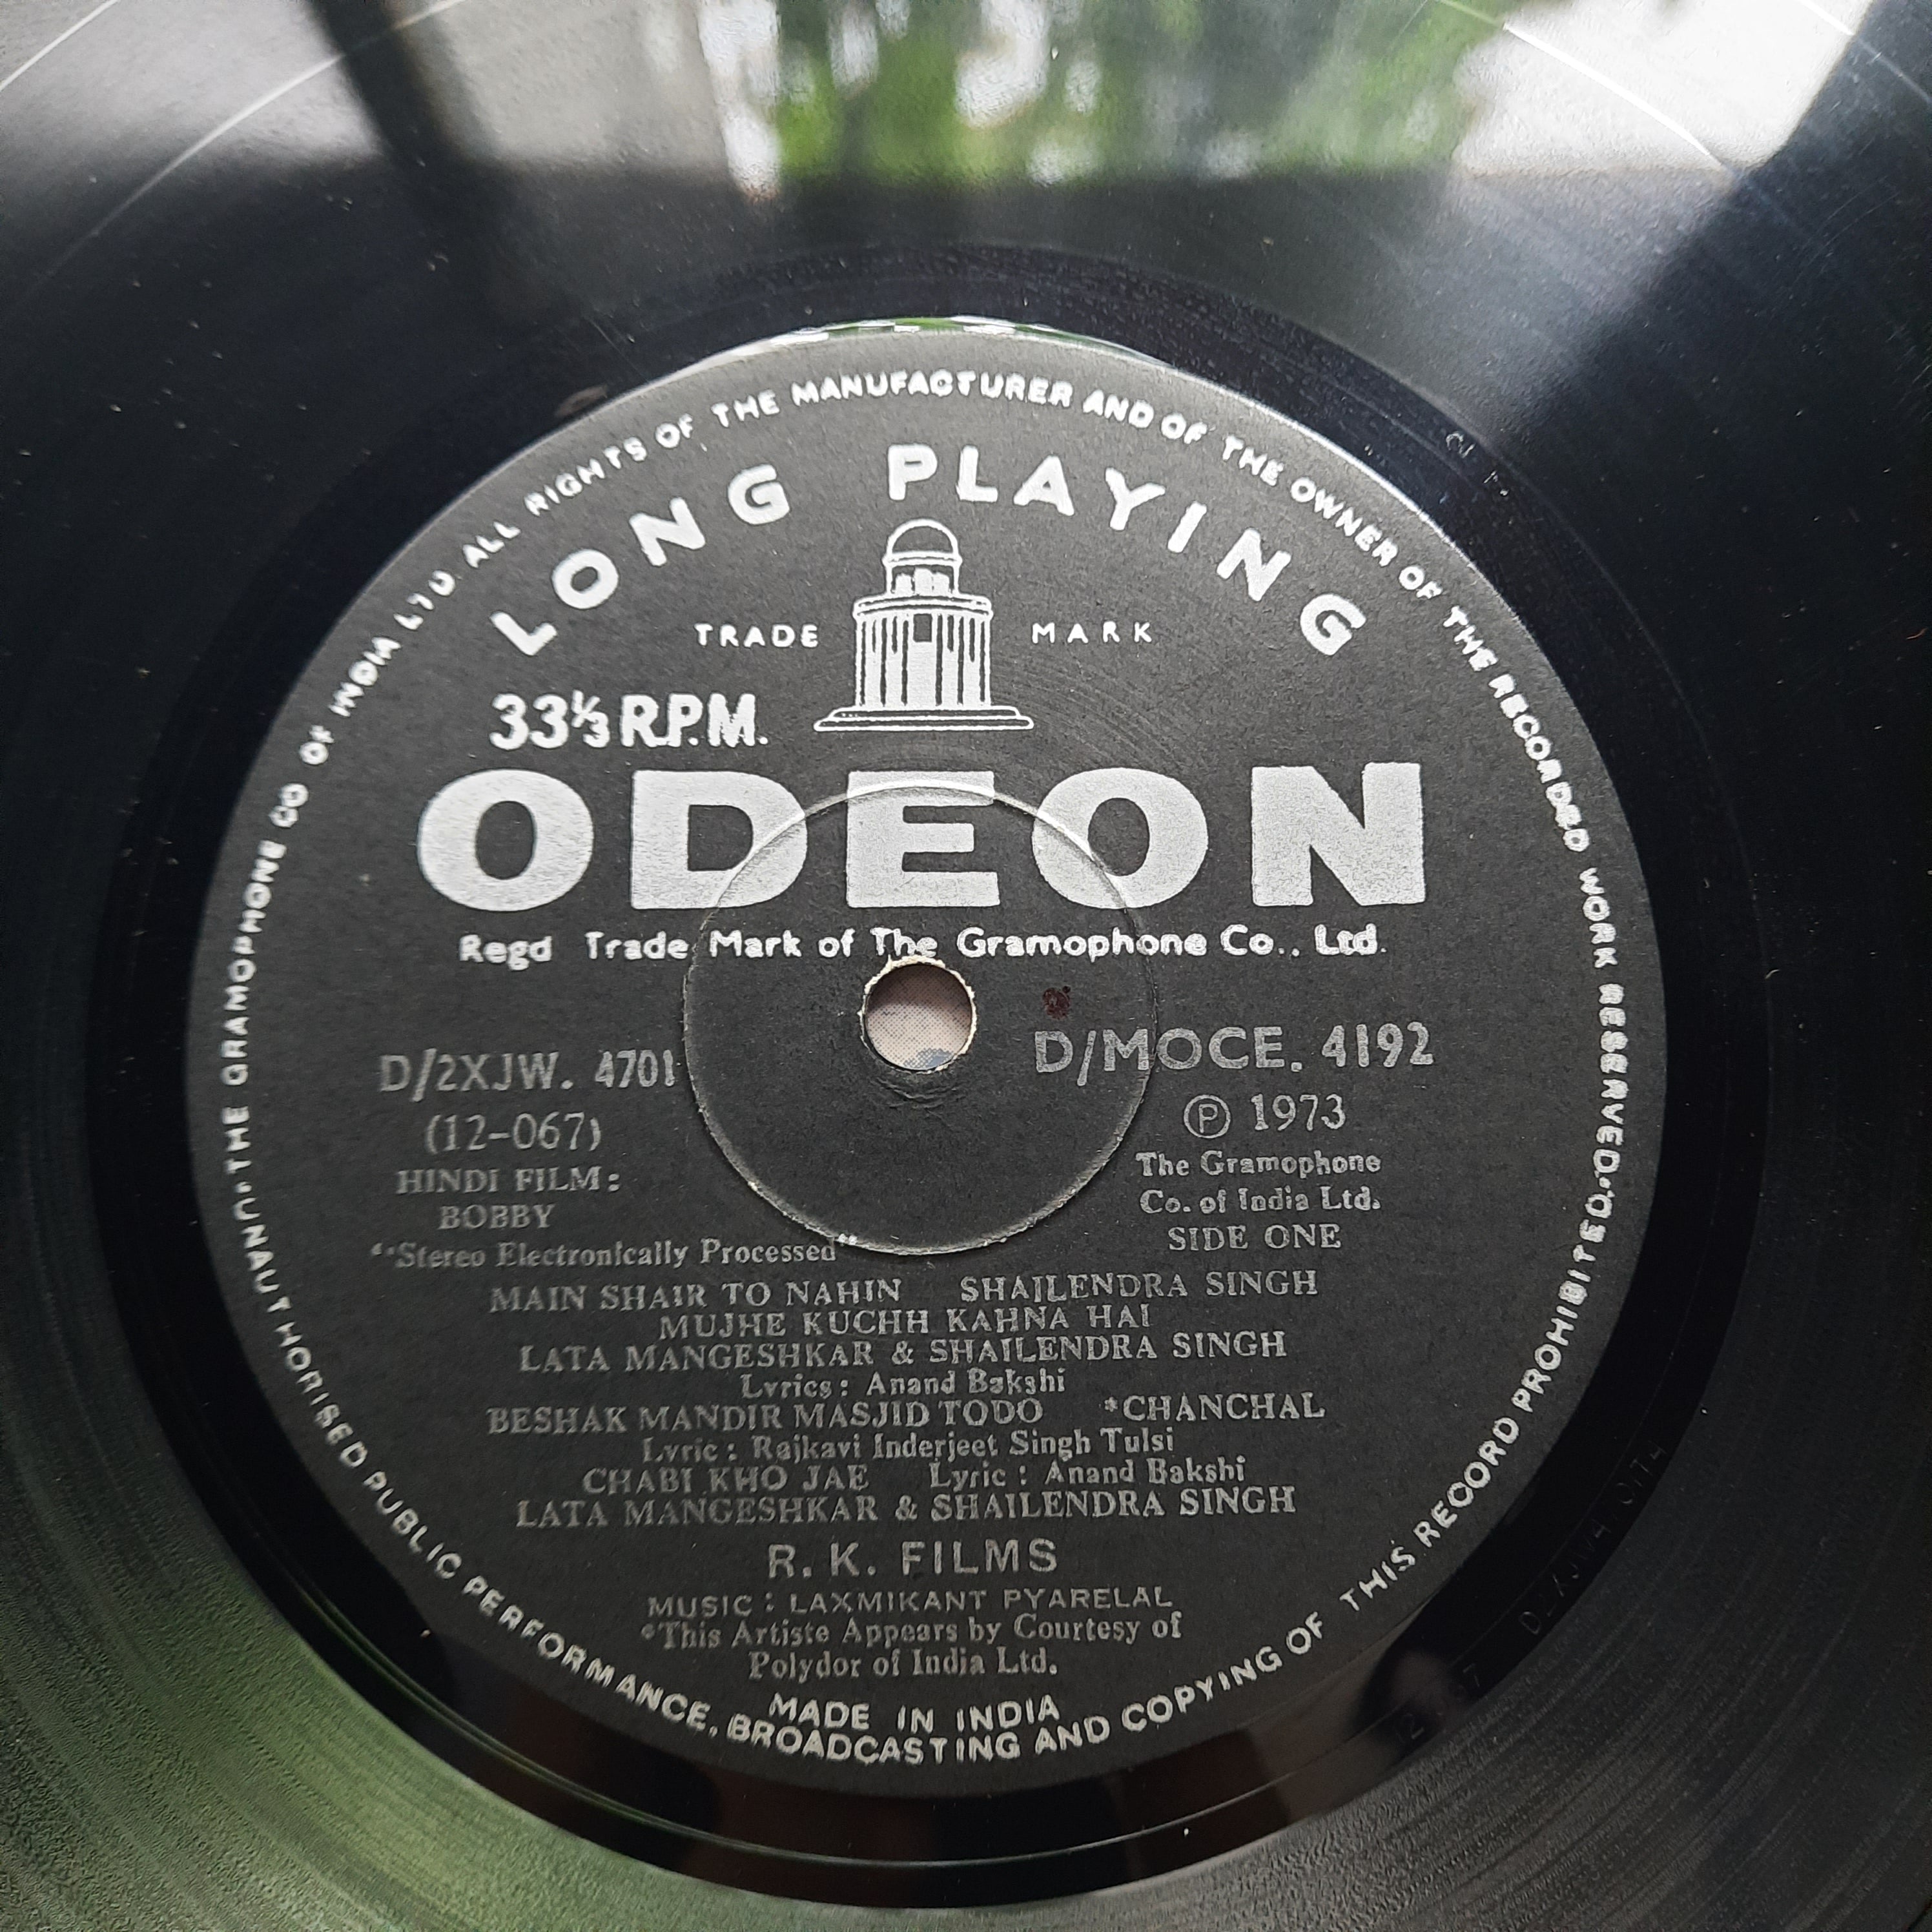 THE GRAMOPHONE CO OF INDIA LTD ALL RIGHTS OF THE MANUFACTURER AND OF THE OWNER OF THE RECORDED WORK RESERVED.
UNAUTHORISED PUBLIC PERFORMANCE, BROADCASTING AND COPYING OF THIS RECORD PROHIBITED.
LONG PLAYING
TRADE MARK
33⅓ R.P.M.
ODEON
Regd Trade Mark of The Gramophone Co., Ltd.
D/2XJW. 4701
D/MOCE. 4192
(12-067)
Ⓟ 1973
HINDI FILM:
BOBBY
The Gramophone
Co. of India Ltd.
SIDE ONE
"Stereo Electronically Processed"
MAIN SHAIR TO NAHIN SHAILENDRA SINGH
MUJHE KUCHH KAHNA HAI
LATA MANGESHKAR & SHAILENDRA SINGH
Lyrics: Anand Bakshi
BESHAK MANDIR MASJID TODO *CHANCHAL
Lyric: Rajkavi Inderjeet Singh Tulsi
CHABI KHO JAE Lyric: Anand Bakshi
LATA MANGESHKAR & SHAILENDRA SINGH
R. K. FILMS
MUSIC: LAXMIKANT PYARELAL
*This Artiste Appears by Courtesy of
Polydor of India Ltd.
MADE IN INDIA